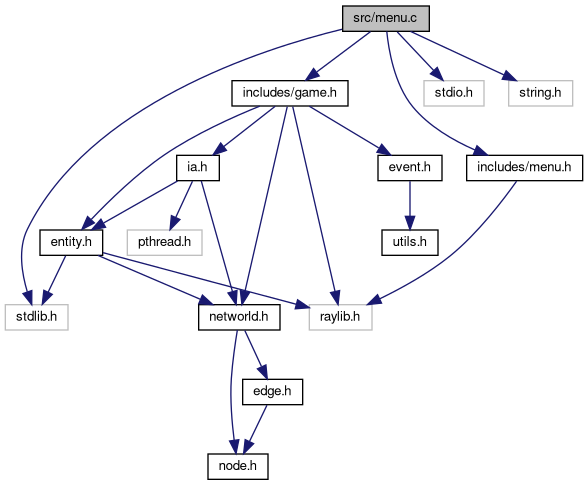 src/menu.c
includes/game.h
stdio.h
string.h
ia.h
event.h
includes/menu.h
entity.h
pthread.h
utils.h
stdlib.h
networld.h
raylib.h
edge.h
node.h